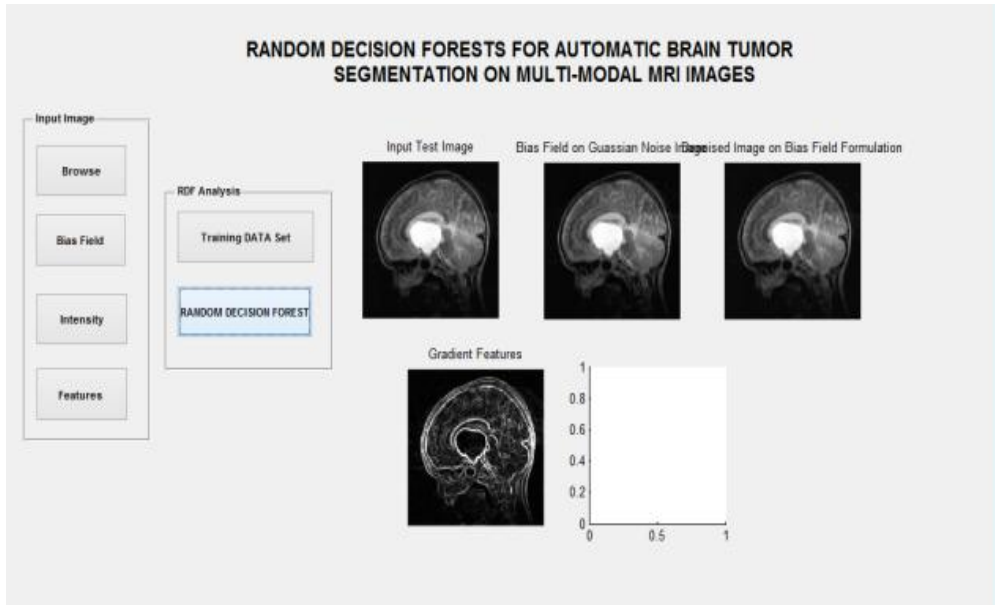 RANDOM DECISION FORESTS FOR AUTOMATIC BRAIN TUMOR
SEGMENTATION ON MULTI-MODAL MRI IMAGES
Input Image
Browse
Bias Field
Intensity
Features
RDF Analysis
Training DATA Set
RANDOM DECISION FOREST
Input Test Image
Bias Field on Guassian Noise Image
Image on Bias Field Formulation
Gradient Features
1
0.8
0.6
0.4
0.2
0
0 0.5 1